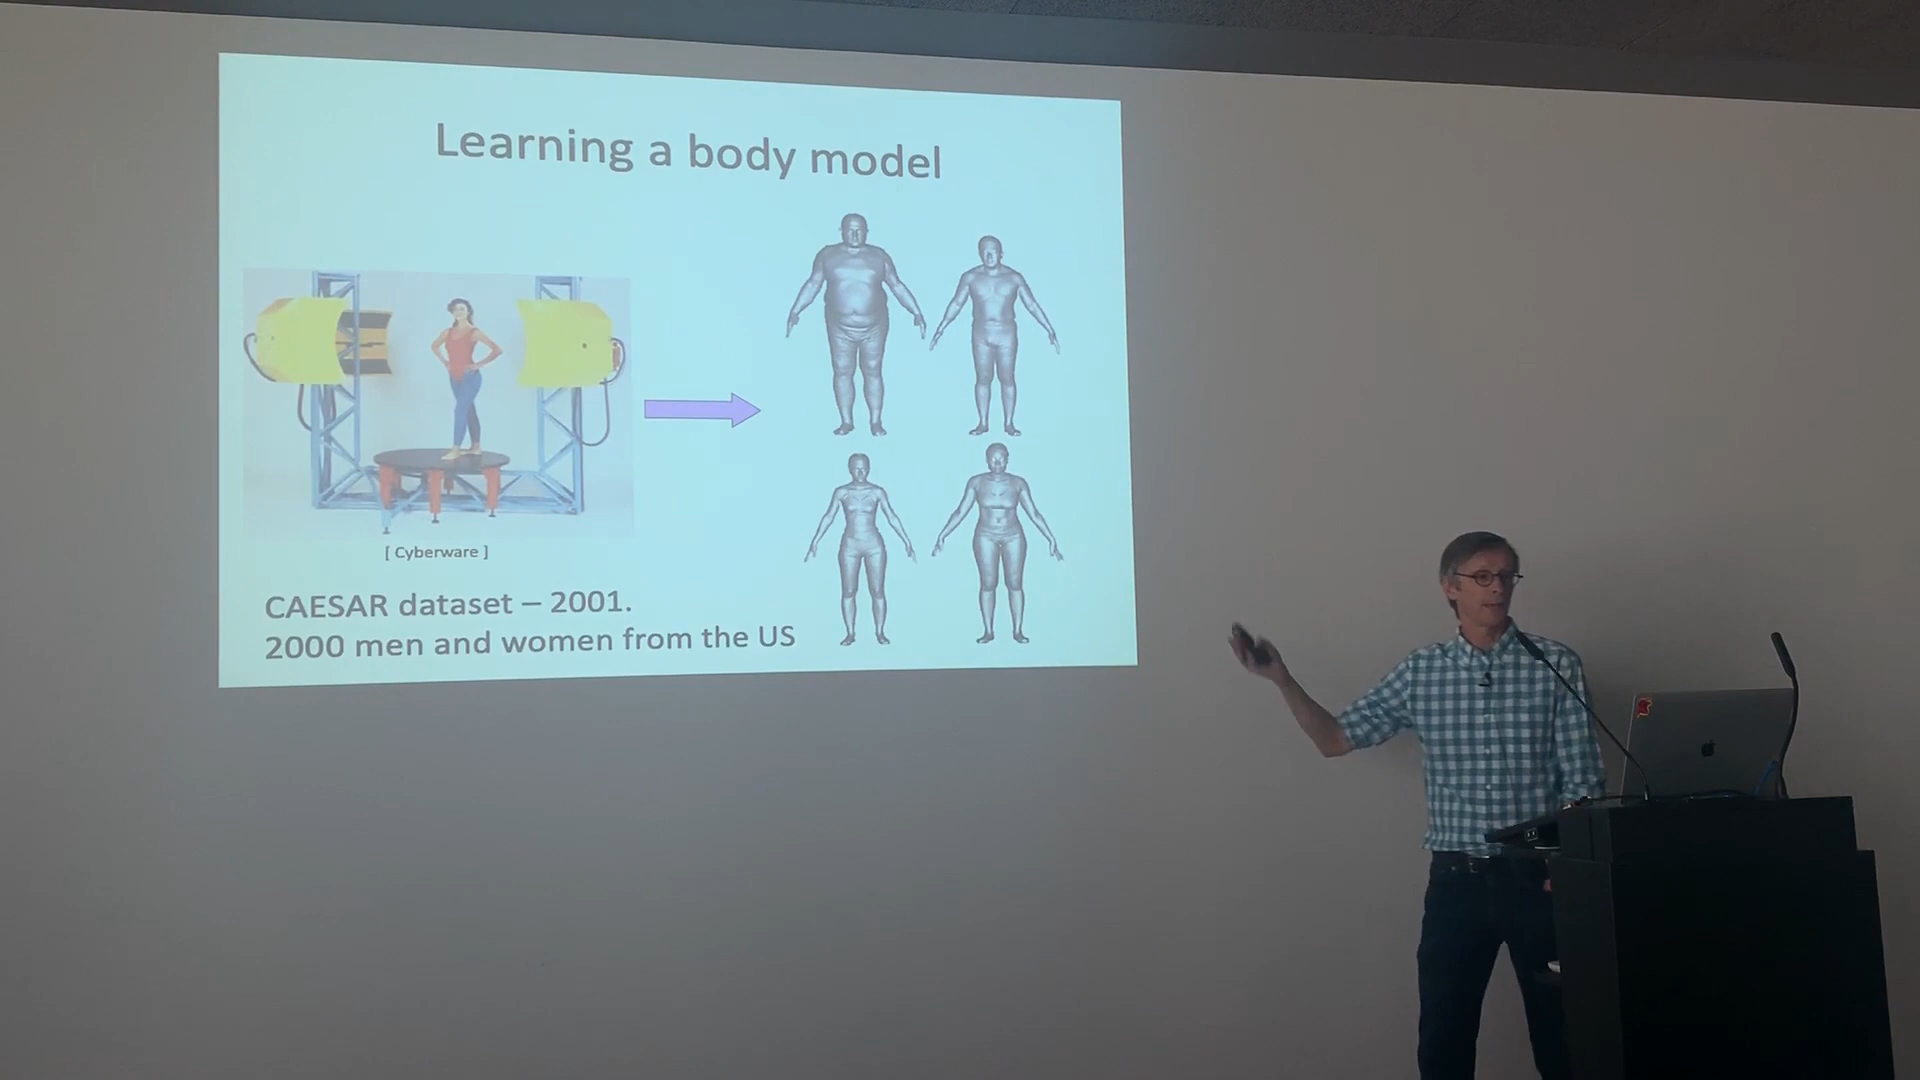 Learning a body model
[ Cyberware ]
CAESAR dataset – 2001.
2000 men and women from the US